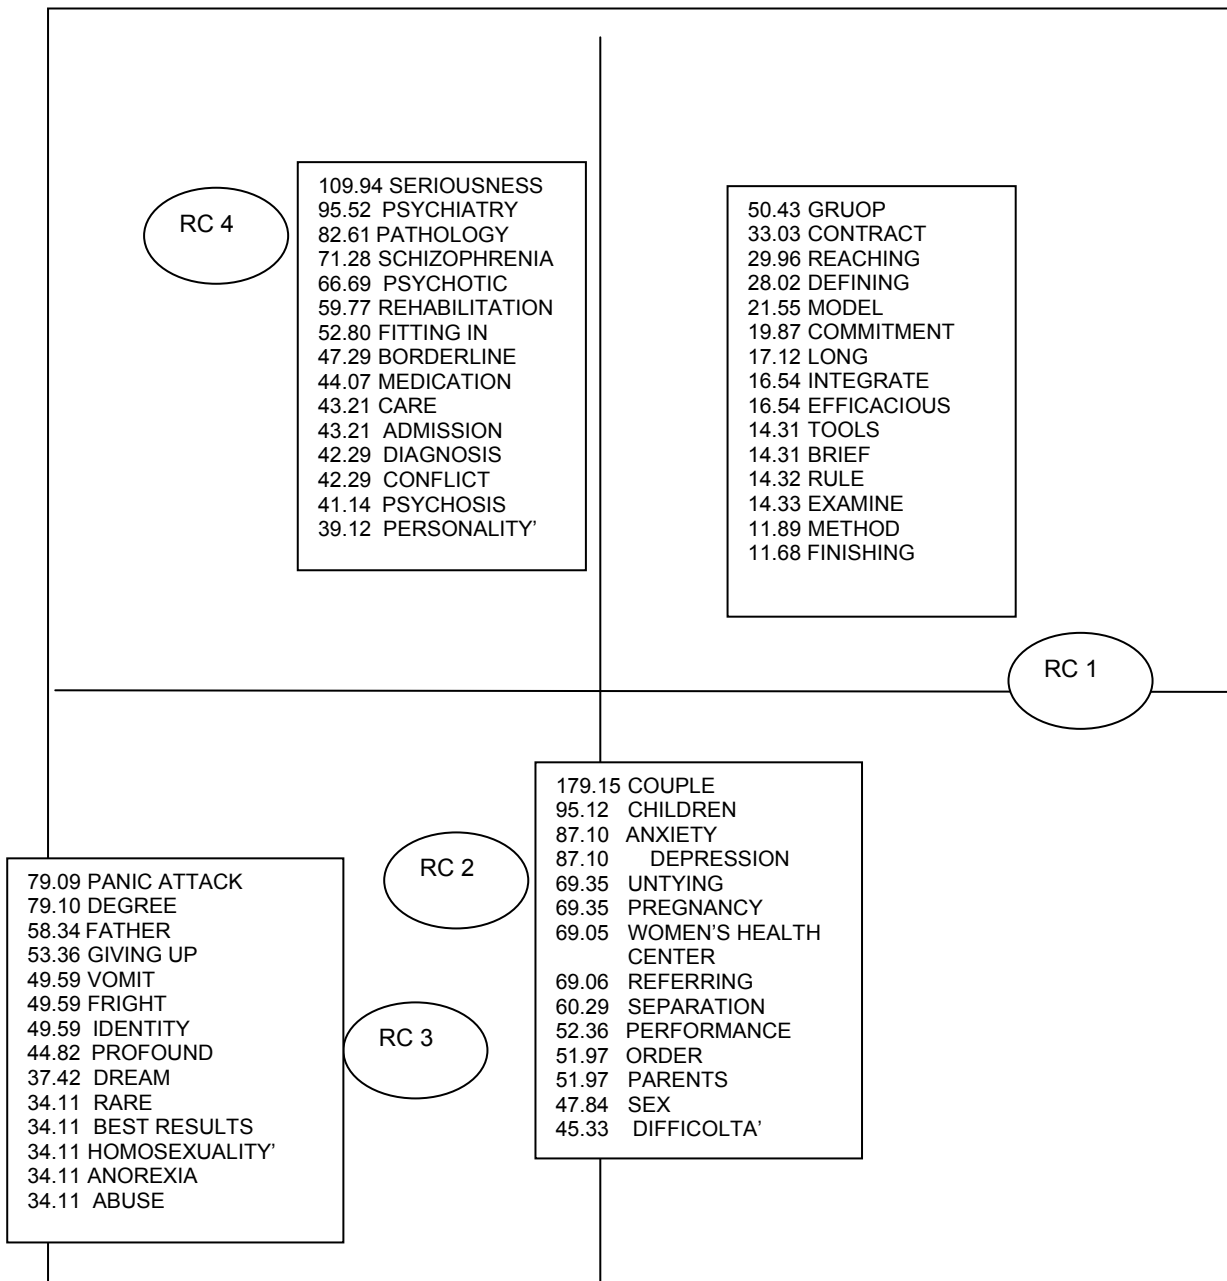 RC 4
109.94 SERIOUSNESS
95.52 PSYCHIATRY
82.61 PATHOLOGY
71.28 SCHIZOPHRENIA
66.69 PSYCHOTIC
59.77 REHABILITATION
52.80 FITTING IN
47.29 BORDERLINE
44.07 MEDICATION
43.21 CARE
43.21 ADMISSION
42.29 DIAGNOSIS
42.29 CONFLICT
41.14 PSYCHOSIS
39.12 PERSONALITY'
50.43 GRUOP
33.03 CONTRACT
29.96 REACHING
28.02 DEFINING
21.55 MODEL
19.87 COMMITMENT
17.12 LONG
16.54 INTEGRATE
16.54 EFFICACIOUS
14.31 TOOLS
14.31 BRIEF
14.32 RULE
14.33 EXAMINE
11.89 METHOD
11.68 FINISHING
RC 1
RC 2
179.15 COUPLE
95.12 CHILDREN
87.10 ANXIETY
87.10 DEPRESSION
69.35 UNTYING
69.35 PREGNANCY
69.05 WOMEN'S HEALTH
CENTER
69.06 REFERRING
60.29 SEPARATION
52.36 PERFORMANCE
51.97 ORDER
51.97 PARENTS
47.84 SEX
45.33 DIFFICOLTA'
79.09 PANIC ATTACK
79.10 DEGREE
58.34 FATHER
53.36 GIVING UP
49.59 VOMIT
49.59 FRIGHT
49.59 IDENTITY
44.82 PROFOUND
37.42 DREAM
34.11 RARE
34.11 BEST RESULTS
34.11 HOMOSEXUALITY'
34.11 ANOREXIA
34.11 ABUSE
RC 3